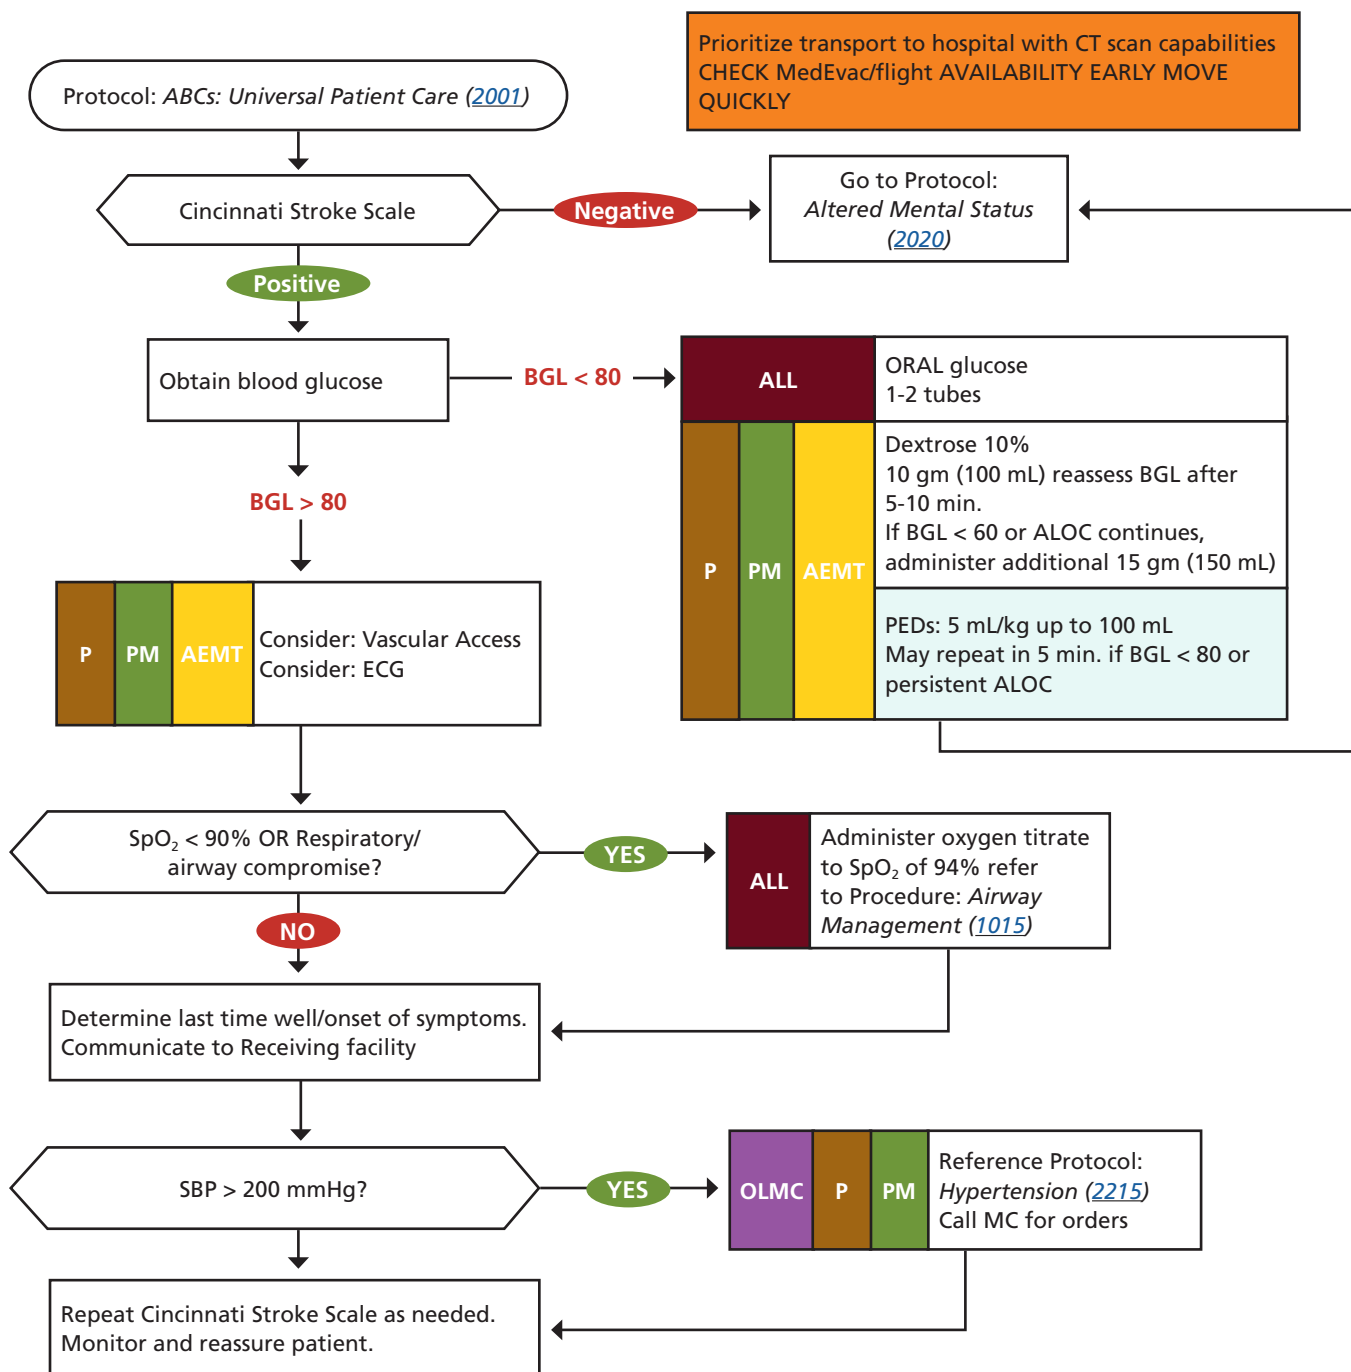 Prioritize transport to hospital with CT scan capabilities
CHECK MedEvac/flight AVAILABILITY EARLY MOVE
QUICKLY
Protocol: ABCs: Universal Patient Care (2001)
Cincinnati Stroke Scale
Negative
Go to Protocol:
Altered Mental Status
(2020)
Positive
Obtain blood glucose
BGL < 80
ALL
ORAL glucose
1-2 tubes
P
PM
AEMT
Dextrose 10%
10 gm (100 mL) reassess BGL after
5-10 min.
If BGL < 60 or ALOC continues,
administer additional 15 gm (150 mL)
PEDs: 5 mL/kg up to 100 mL
May repeat in 5 min. if BGL < 80 or
persistent ALOC
BGL > 80
P
PM
AEMT
Consider: Vascular Access
Consider: ECG
SpO₂ < 90% OR Respiratory/
airway compromise?
YES
ALL
Administer oxygen titrate
to SpO₂ of 94% refer
to Procedure: Airway
Management (1015)
NO
Determine last time well/onset of symptoms.
Communicate to Receiving facility
SBP > 200 mmHg?
YES
OLMC
P
PM
Reference Protocol:
Hypertension (2215)
Call MC for orders
Repeat Cincinnati Stroke Scale as needed.
Monitor and reassure patient.